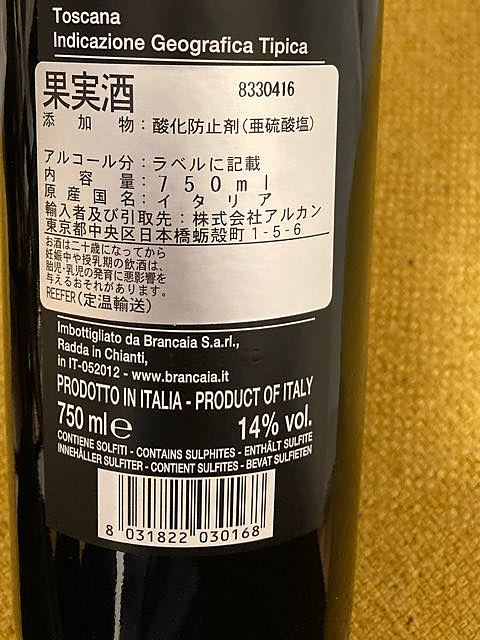 Toscana
Indicazione Geografica Tipica
果実酒 8330416
添加物：酸化防止剤(亜硫酸塩)
アルコール分：ラベルに記載
内容量：750ml
原産国：イタリア
輸入者及び引取先：株式会社アルカン
東京都中央区日本橋蛎殻町1-5-6
お酒は二十歳になってから
妊娠中や授乳期の飲酒は、
胎児・乳児の発育に悪影響を
与えるおそれがあります。
REEFER(定温輸送)
Imbottigliato da Brancaia S.a.r.l.,
Radda in Chianti,
in IT-052012 - www.brancaia.it
PRODOTTO IN ITALIA - PRODUCT OF ITALY
750 ml e 14% vol.
CONTIENE SOLFITI - CONTAINS SULPHITES - ENTHÄLT SULFITE
INNEHÅLLER SULFITER - CONTIENT SULFITES - BEVAT SULFIETEN
8 031822 030168